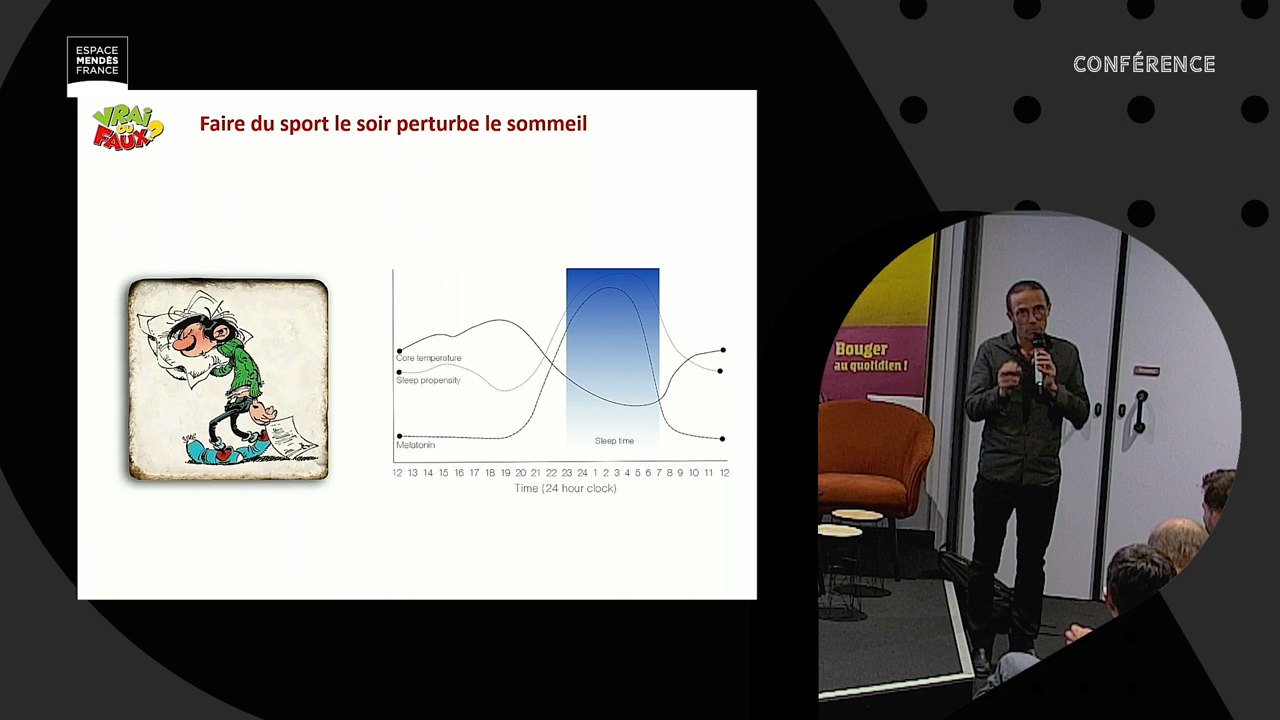 ESPACE
MENDÈS
FRANCE
CONFÉRENCE
VRAI
OU
FAUX?
Faire du sport le soir perturbe le sommeil
Core temperature
Sleep propensity
Melatonin
Sleep time
12 13 14 15 16 17 18 19 20 21 22 23 24 1 2 3 4 5 6 7 8 9 10 11 12
Time (24 hour clock)
Bouger
au quotidien !